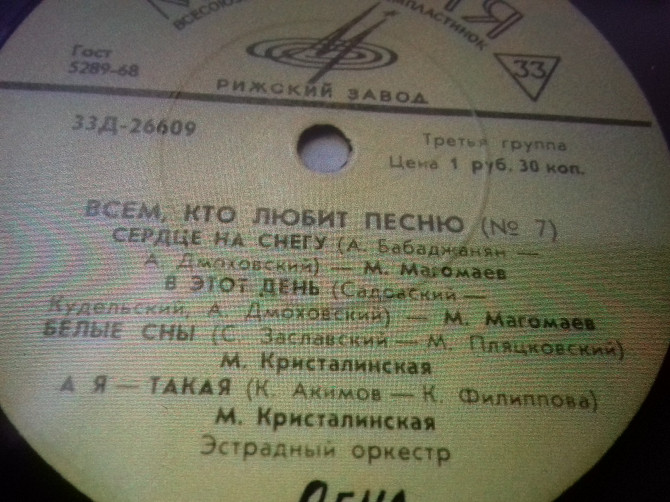 ВСЕСОЮЗ ПЛАСТИНОК
Гост
5289-68
33
РИЖСКИЙ ЗАВОД
33Д-26609
Третья группа
Цена 1 руб. 30 коп.
ВСЕМ, КТО ЛЮБИТ ПЕСНЮ (№ 7)
СЕРДЦЕ НА СНЕГУ (А. Бабаджанян —
А. Дмоховский) — М. Магомаев
В ЭТОТ ДЕНЬ (Садовский —
Кудельский, А. Дмоховский) — М. Магомаев
БЕЛЫЕ СНЫ (С. Заславский — М. Пляцковский)
М. Кристалинская
А Я — ТАКАЯ (К. Акимов — К. Филиппова)
М. Кристалинская
Эстрадный оркестр